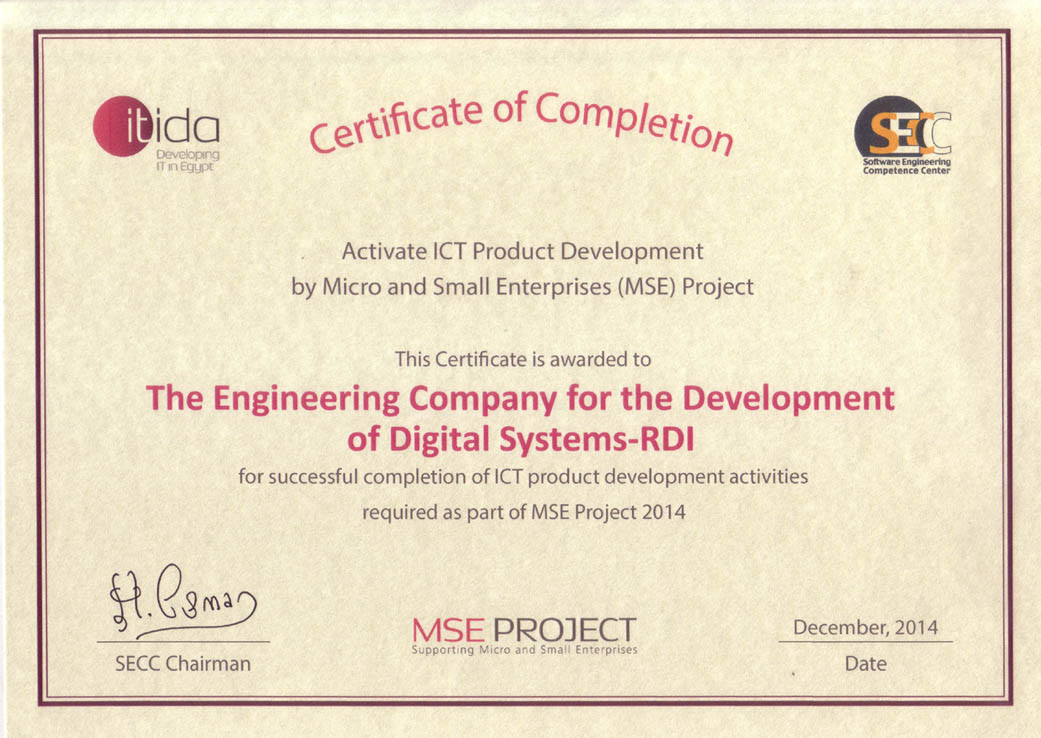 itida
Developing
IT in Egypt
Certificate of Completion
SECC
Software Engineering
Competence Center
Activate ICT Product Development
by Micro and Small Enterprises (MSE) Project
This Certificate is awarded to
The Engineering Company for the Development
of Digital Systems-RDI
for successful completion of ICT product development activities
required as part of MSE Project 2014
SECC Chairman
MSE PROJECT
Supporting Micro and Small Enterprises
December, 2014
Date